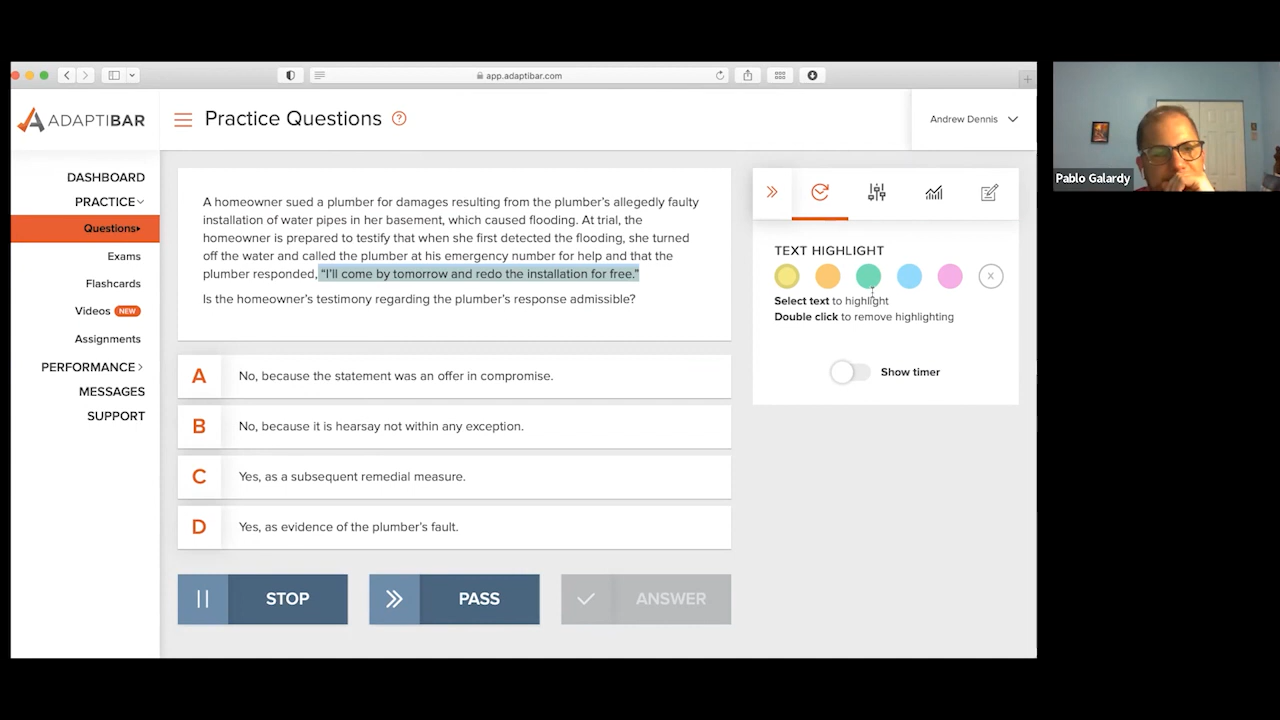 app.adaptibar.com
ADAPTIBAR
Practice Questions ?
Andrew Dennis
DASHBOARD
PRACTICE
Questions
Exams
Flashcards
Videos NEW
Assignments
PERFORMANCE
MESSAGES
SUPPORT
A homeowner sued a plumber for damages resulting from the plumber's allegedly faulty
installation of water pipes in her basement, which caused flooding. At trial, the
homeowner is prepared to testify that when she first detected the flooding, she turned
off the water and called the plumber at his emergency number for help and that the
plumber responded, “I'll come by tomorrow and redo the installation for free.”
Is the homeowner's testimony regarding the plumber's response admissible?
A No, because the statement was an offer in compromise.
B No, because it is hearsay not within any exception.
C Yes, as a subsequent remedial measure.
D Yes, as evidence of the plumber's fault.
STOP
PASS
ANSWER
TEXT HIGHLIGHT
Select text to highlight
Double click to remove highlighting
Show timer
Pablo Galardy